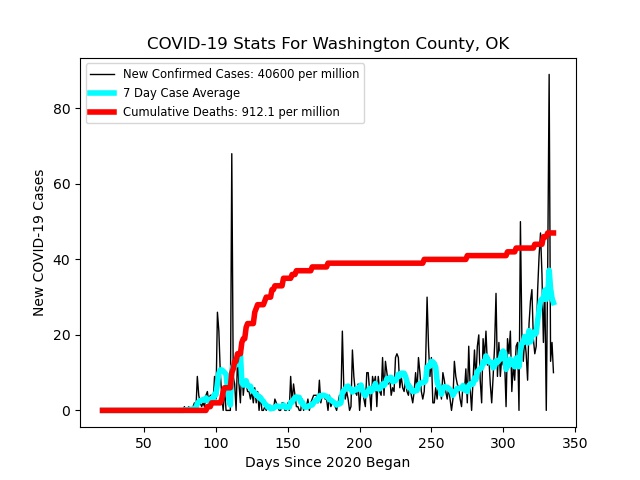 COVID-19 Stats For Washington County, OK
New Confirmed Cases: 40600 per million
7 Day Case Average
Cumulative Deaths: 912.1 per million
New COVID-19 Cases
80
60
40
20
0
50 100 150 200 250 300 350
Days Since 2020 Began